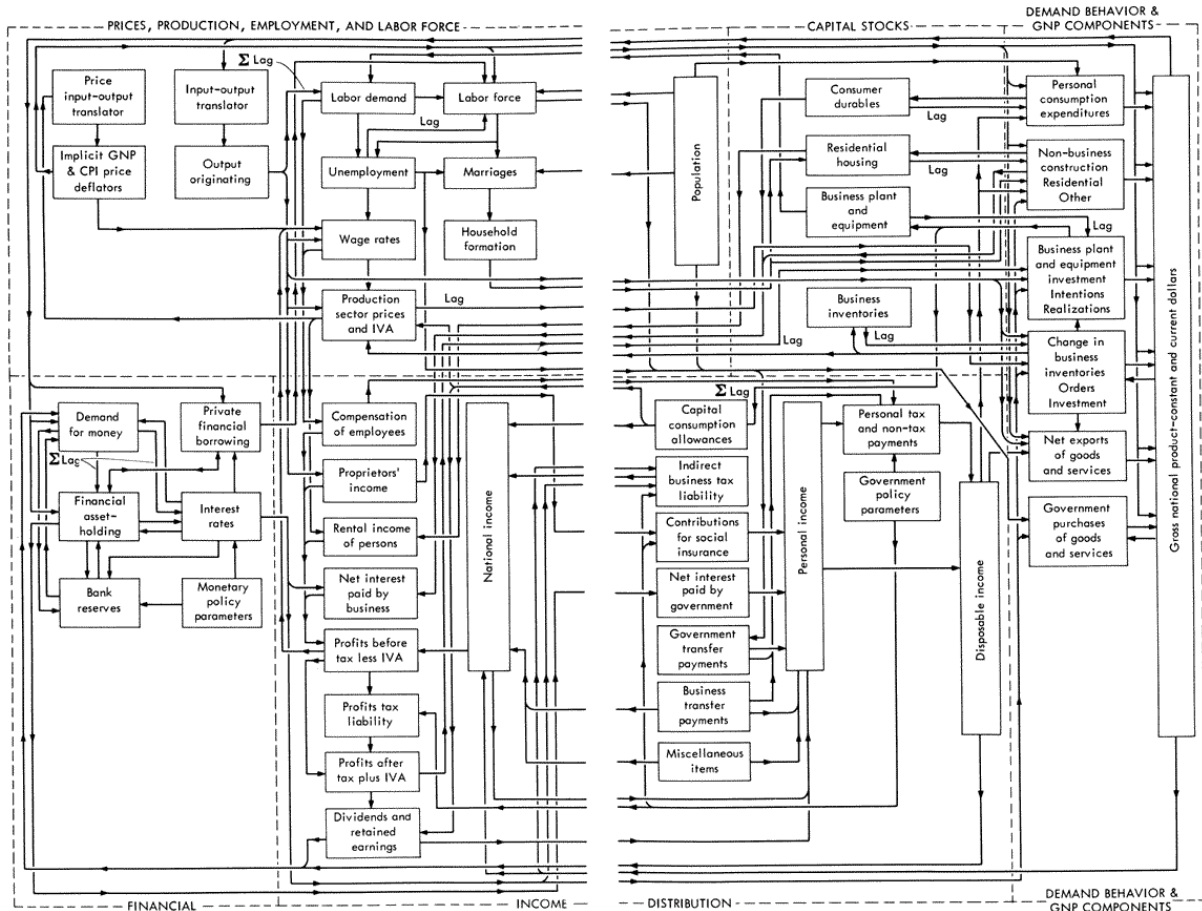 PRICES, PRODUCTION, EMPLOYMENT, AND LABOR FORCE
CAPITAL STOCKS
DEMAND BEHAVIOR &
GNP COMPONENTS
Σ Lag
Price
input-output
translator
Input-output
translator
Labor demand
Labor force
Lag
Implicit GNP
& CPI price
deflators
Output
originating
Unemployment
Marriages
Wage rates
Household
formation
Production
sector prices
and IVA
Lag
Population
Consumer
durables
Lag
Personal
consumption
expenditures
Residential
housing
Lag
Non-business
construction
Residential
Other
Business
plant and
equipment
Lag
Business plant
and equipment
investment
Intentions
Realizations
Business
inventories
Lag
Lag
Change in
business
inventories
Orders
Investment
Net exports
of goods
and services
Government
purchases
of goods
and services
Gross national product-constant and current dollars
Demand
for money
Private
financial
borrowing
Σ Lag
Financial
asset-
holding
Interest
rates
Bank
reserves
Monetary
policy
parameters
Compensation
of employees
Proprietors'
income
Rental income
of persons
Net interest
paid by
business
Profits before
tax less IVA
Profits tax
liability
Profits after
tax plus IVA
Dividends and
retained
earnings
National income
Σ Lag
Capital
consumption
allowances
Indirect
business tax
liability
Contributions
for social
insurance
Net interest
paid by
government
Government
transfer
payments
Business
transfer
payments
Miscellaneous
items
Personal income
Personal tax
and non-tax
payments
Government
policy
parameters
Disposable income
FINANCIAL
INCOME
DISTRIBUTION
DEMAND BEHAVIOR &
GNP COMPONENTS